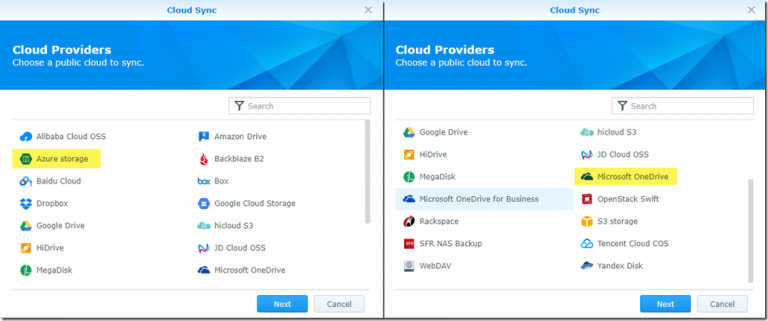 Cloud Sync
Cloud Providers
Choose a public cloud to sync.
Search
Alibaba Cloud OSS
Amazon Drive
Azure storage
Backblaze B2
Baidu Cloud
box Box
Dropbox
Google Cloud Storage
Google Drive
hicloud S3
HiDrive
JD Cloud OSS
MegaDisk
Microsoft OneDrive
Next
Cancel
Cloud Sync
Cloud Providers
Choose a public cloud to sync.
Search
Google Drive
hicloud S3
HiDrive
JD Cloud OSS
MegaDisk
Microsoft OneDrive
Microsoft OneDrive for Business
OpenStack Swift
Rackspace
S3 storage
SFR SFR NAS Backup
Tencent Cloud COS
WebDAV
Yandex Disk
Next
Cancel